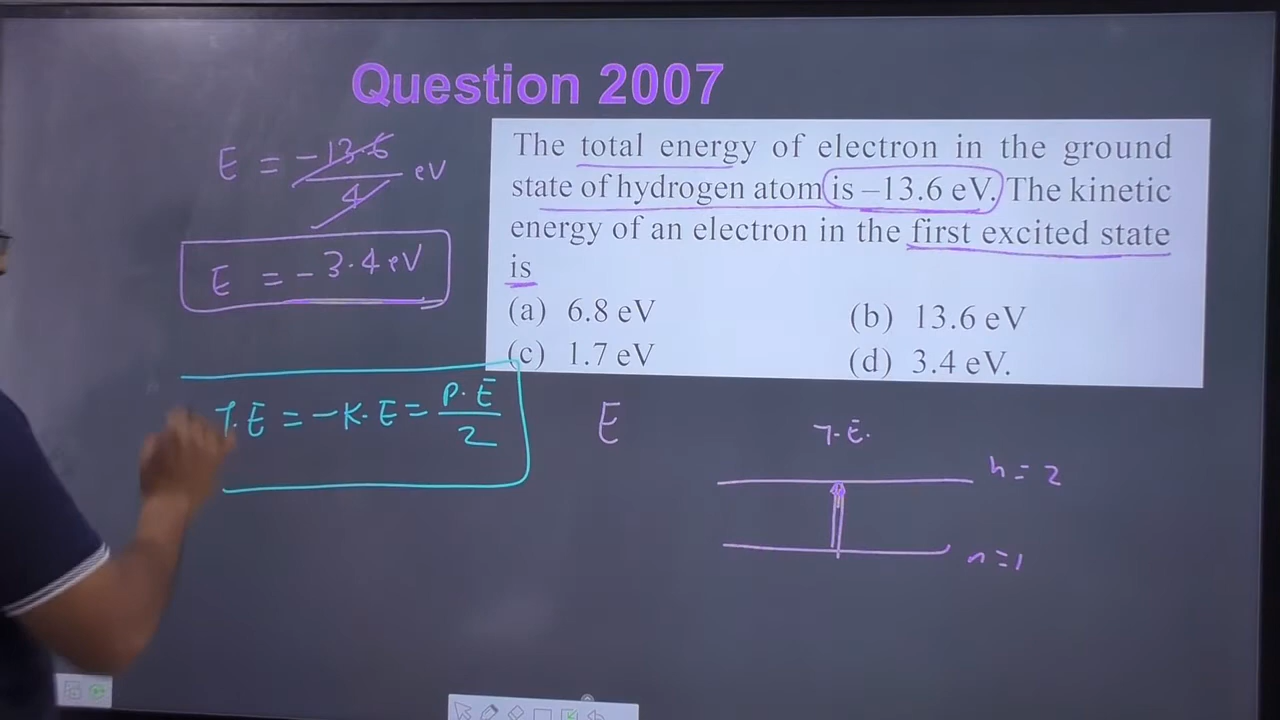 Question 2007
E = -13.6/4 eV
E = -3.4 eV
The total energy of electron in the ground
state of hydrogen atom is –13.6 eV. The kinetic
energy of an electron in the first excited state
is
(a) 6.8 eV (b) 13.6 eV
(c) 1.7 eV (d) 3.4 eV.
T.E = -K.E = P.E/2
E
T.E.
n = 2
n = 1